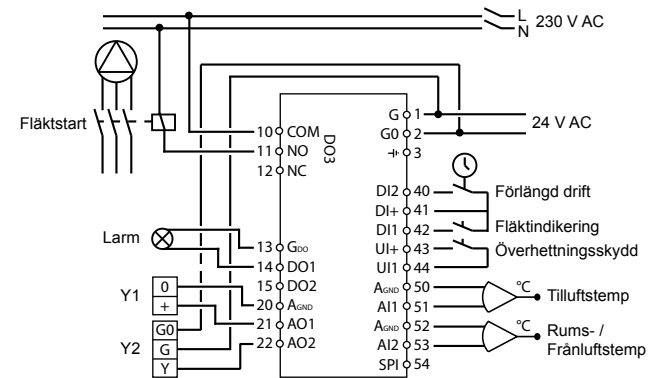 L
N
230 V AC
Fläktstart
G 1
G0 2
3
24 V AC
10 COM
11 NO
12 NC
DO3
DI2 40
Förlängd drift
DI+ 41
DI1 42
Fläktindikering
UI+ 43
Överhettningsskydd
UI1 44
Larm
13 GDO
14 DO1
15 DO2
20 AGND
21 AO1
22 AO2
Y1
0
+
Y2
G0
G
Y
AGND 50
AI1 51
°C
Tilluftstemp
AGND 52
AI2 53
°C
Rums- /
Frånluftstemp
SPI 54